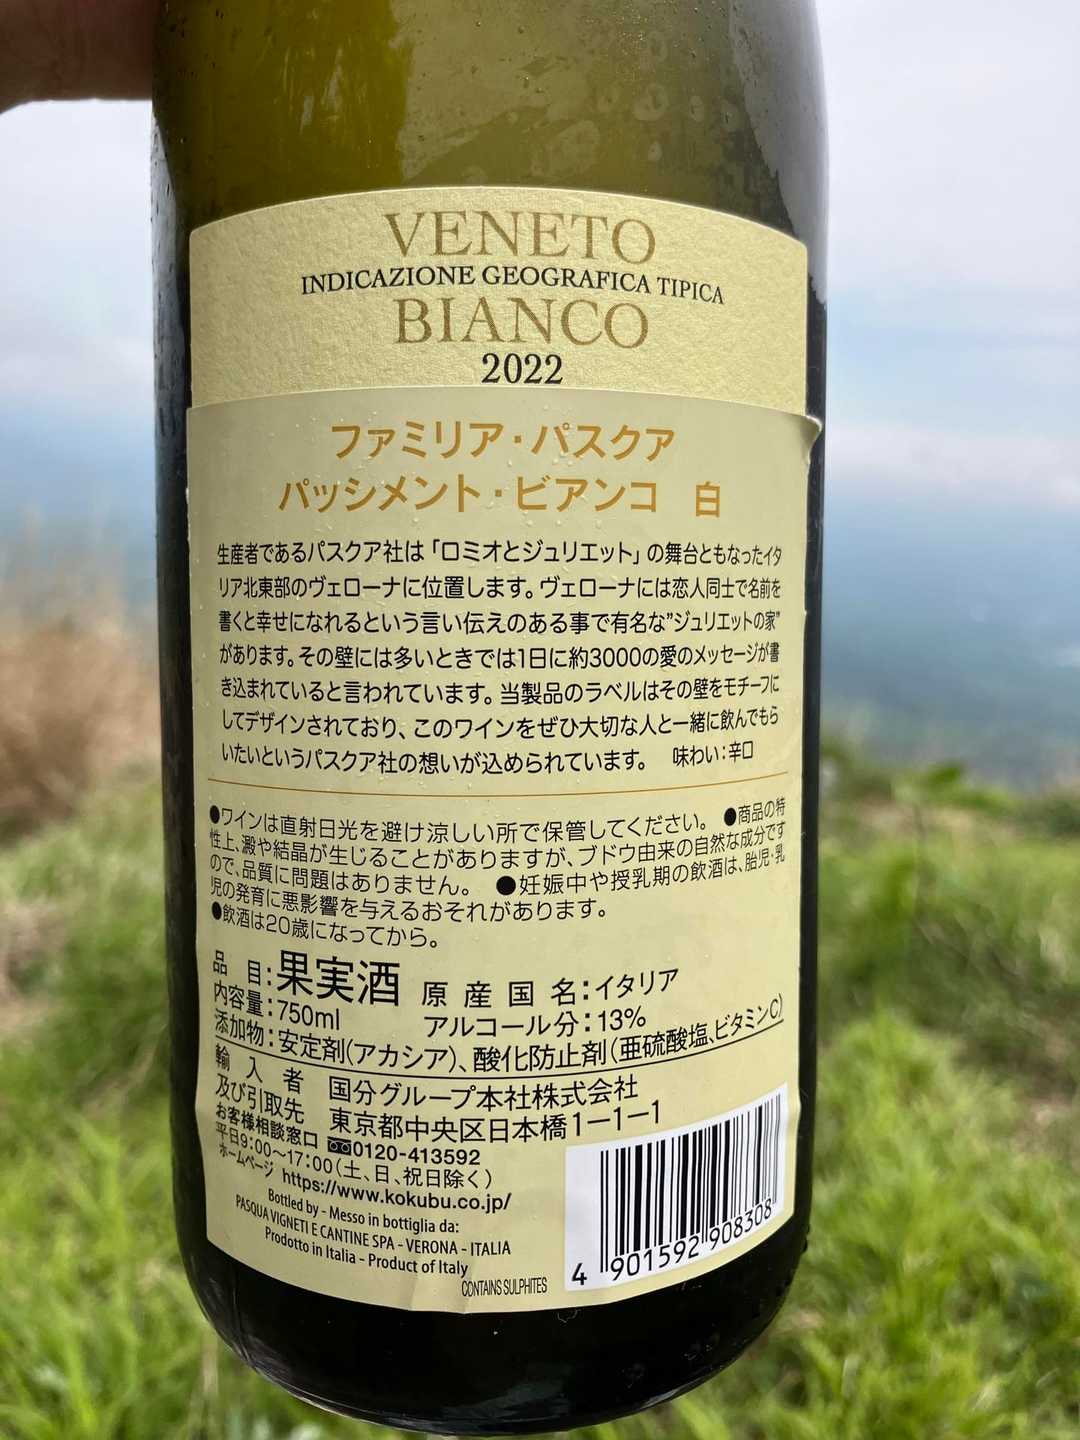 VENETO
INDICAZIONE GEOGRAFICA TIPICA
BIANCO
2022
ファミリア・パスクア
パッシメント・ビアンコ 白
生産者であるパスクア社は「ロミオとジュリエット」の舞台ともなったイタ
リア北東部のヴェローナに位置します。ヴェローナには恋人同士で名前を
書くと幸せになれるという言い伝えのある事で有名な"ジュリエットの家"
があります。その壁には多いときでは1日に約3000の愛のメッセージが書
き込まれていると言われています。当製品のラベルはその壁をモチーフに
してデザインされており、このワインをぜひ大切な人と一緒に飲んでもら
いたいというパスクア社の想いが込められています。 味わい:辛口
●ワインは直射日光を避け涼しい所で保管してください。 ●商品の特
性上、澱や結晶が生じることがありますが、ブドウ由来の自然な成分です
ので、品質に問題はありません。 ●妊娠中や授乳期の飲酒は、胎児・乳
児の発育に悪影響を与えるおそれがあります。
●飲酒は20歳になってから。
品目:果実酒 原産国名:イタリア
内容量:750ml アルコール分:13%
添加物:安定剤(アカシア)、酸化防止剤(亜硫酸塩、ビタミンC)
輸入者 国分グループ本社株式会社
及び引取先 東京都中央区日本橋1-1-1
お客様相談窓口 0120-413592
平日9:00~17:00(土、日、祝日除く)
ホームページ https://www.kokubu.co.jp/
Bottled by - Messo in bottiglia da:
PASQUA VIGNETI E CANTINE SPA - VERONA - ITALIA
Prodotto in Italia - Product of Italy
CONTAINS SULPHITES
4 901592 908308